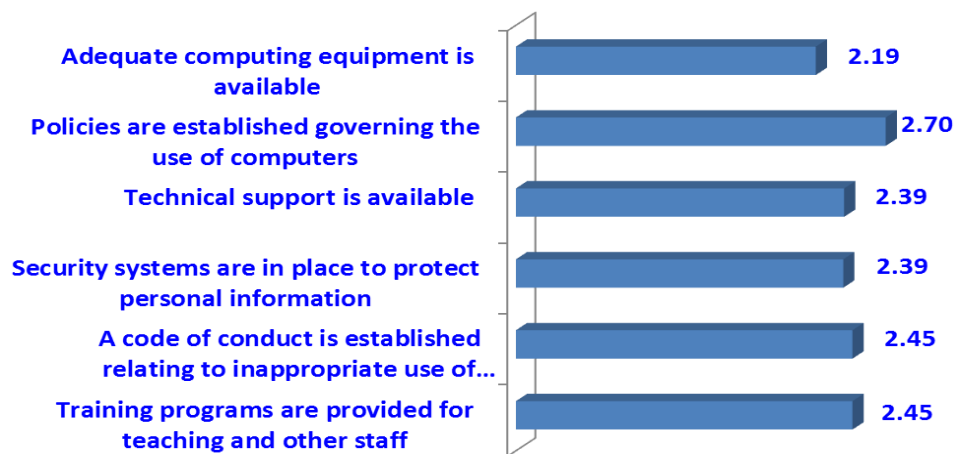 Adequate computing equipment is
available
2.19
Policies are established governing the
use of computers
2.70
Technical support is available
2.39
Security systems are in place to protect
personal information
2.39
A code of conduct is established
relating to inappropriate use of...
2.45
Training programs are provided for
teaching and other staff
2.45